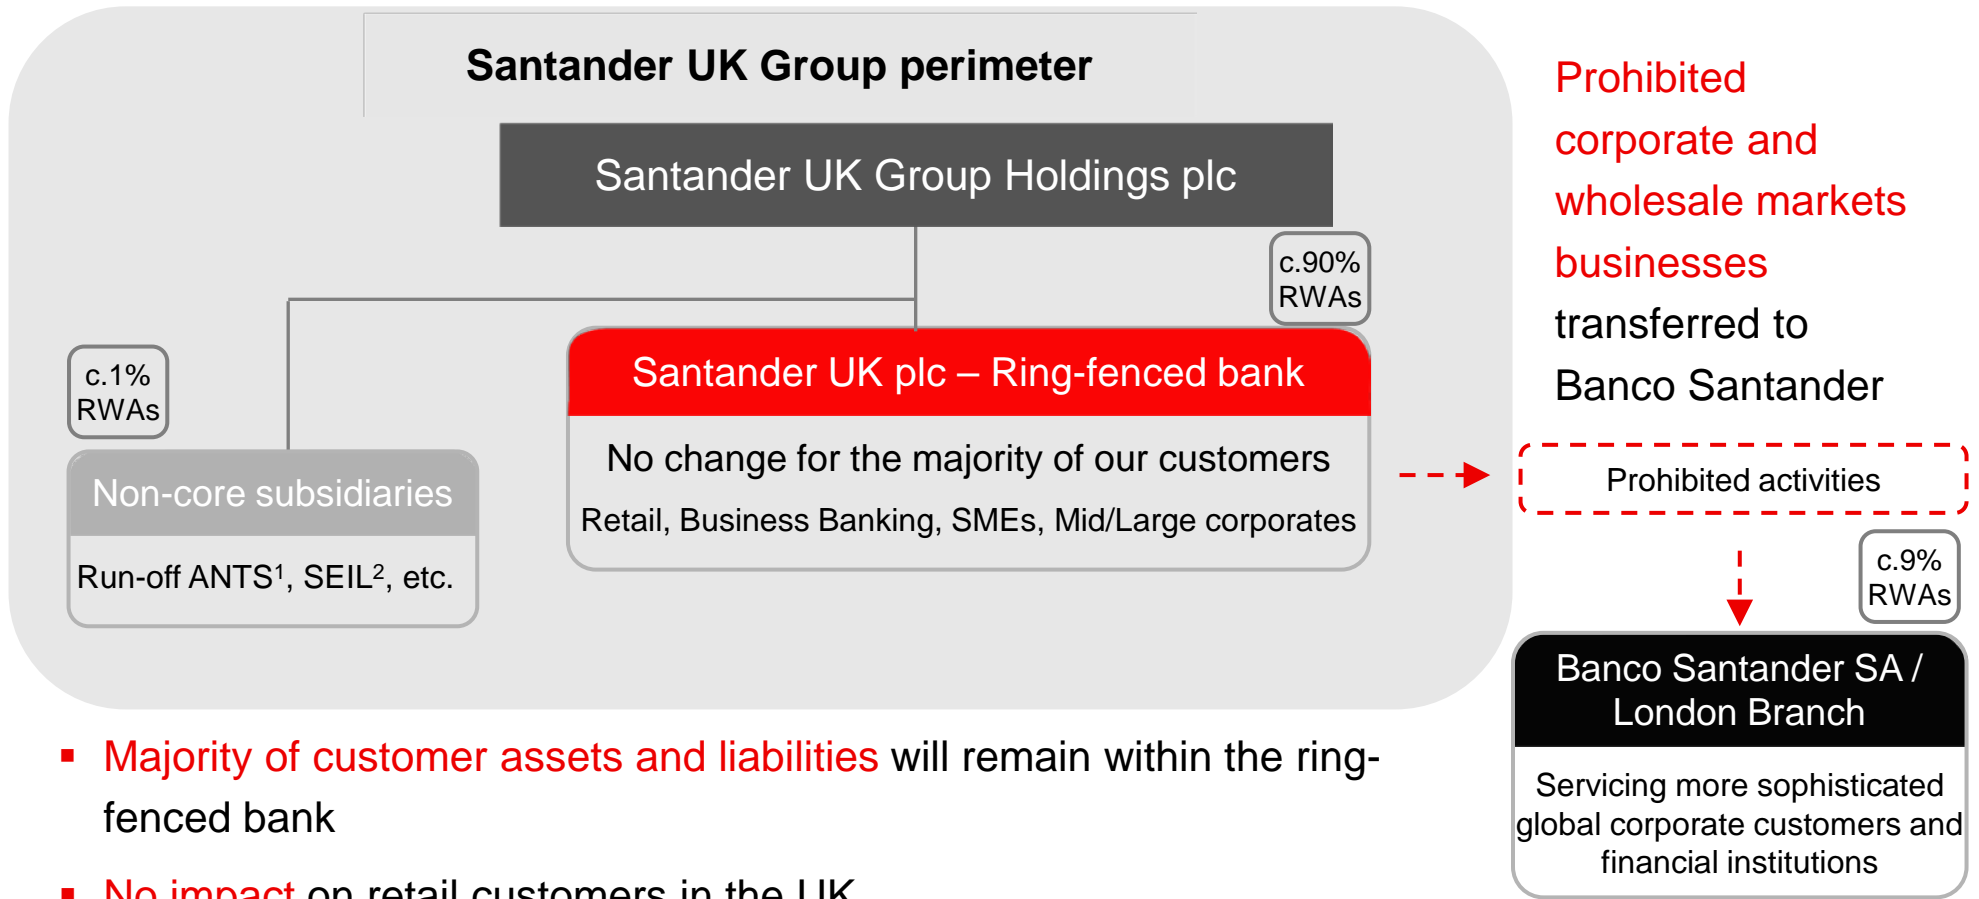 Santander UK Group perimeter
Santander UK Group Holdings plc
c.90%
RWAs
c.1%
RWAs
Santander UK plc – Ring-fenced bank
No change for the majority of our customers
Retail, Business Banking, SMEs, Mid/Large corporates
Non-core subsidiaries
Run-off ANTS¹, SEIL², etc.
Prohibited
corporate and
wholesale markets
businesses
transferred to
Banco Santander
Prohibited activities
c.9%
RWAs
Banco Santander SA /
London Branch
Servicing more sophisticated
global corporate customers and
financial institutions
▪ Majority of customer assets and liabilities will remain within the ring-
fenced bank
▪ No impact on retail customers in the UK